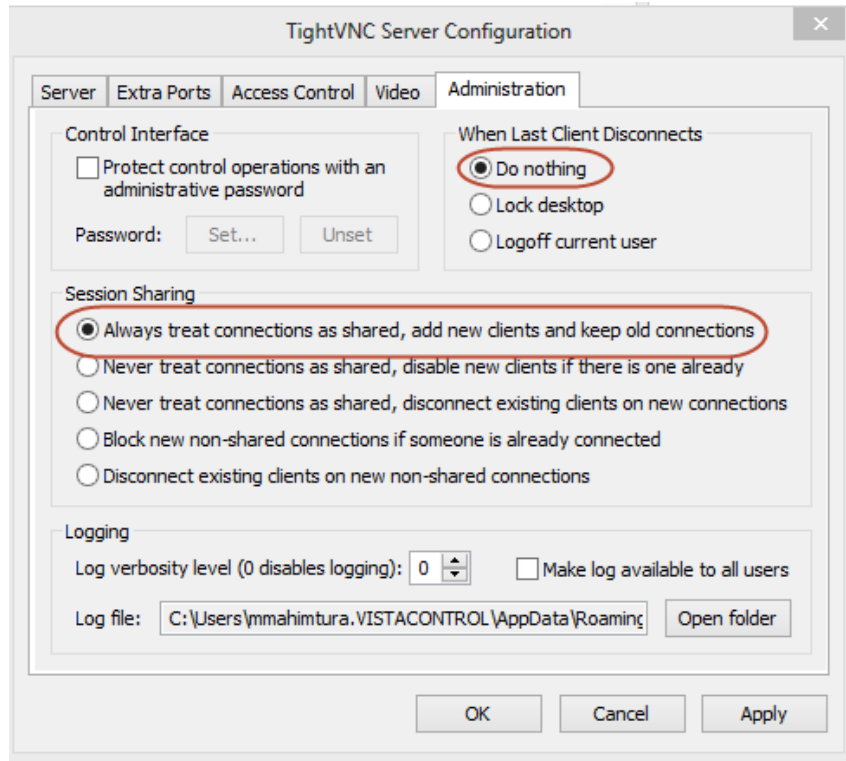 TightVNC Server Configuration
Server Extra Ports Access Control Video Administration
Control Interface
Protect control operations with an
administrative password
Password: Set... Unset
When Last Client Disconnects
Do nothing
Lock desktop
Logoff current user
Session Sharing
Always treat connections as shared, add new clients and keep old connections
Never treat connections as shared, disable new clients if there is one already
Never treat connections as shared, disconnect existing clients on new connections
Block new non-shared connections if someone is already connected
Disconnect existing clients on new non-shared connections
Logging
Log verbosity level (0 disables logging): 0 Make log available to all users
Log file: C:\Users\mmahimtura.VISTACONTROL\AppData\Roaming Open folder
OK Cancel Apply